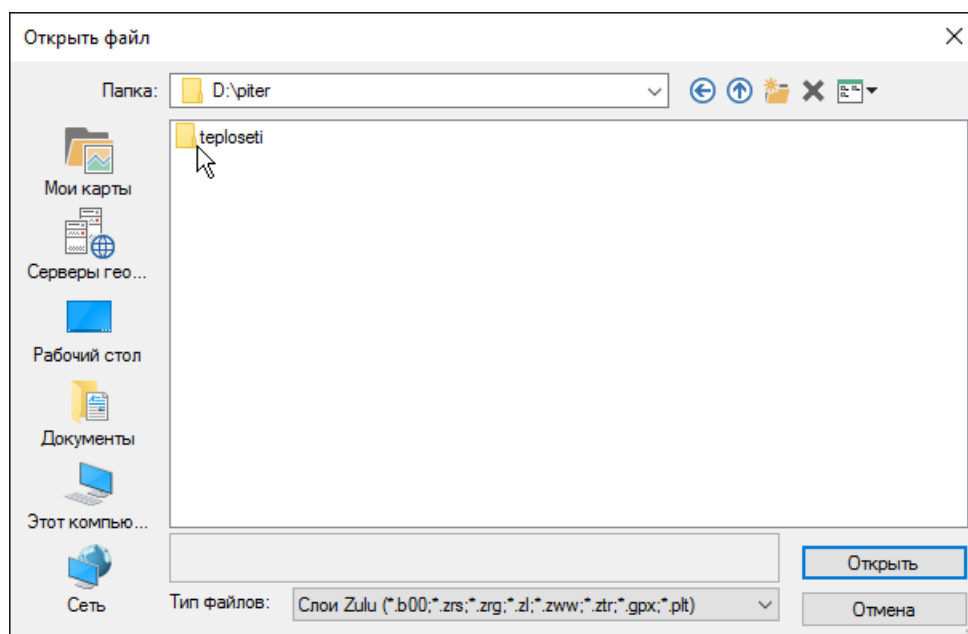 Открыть файл
Папка:
D:\piter
teploseti
Мои карты
Серверы гео...
Рабочий стол
Документы
Этот компью...
Сеть
Открыть
Тип файлов:
Слои Zulu (*.b00;*.zrs;*.zrg;*.zl;*.zww;*.ztr;*.gpx;*.plt)
Отмена